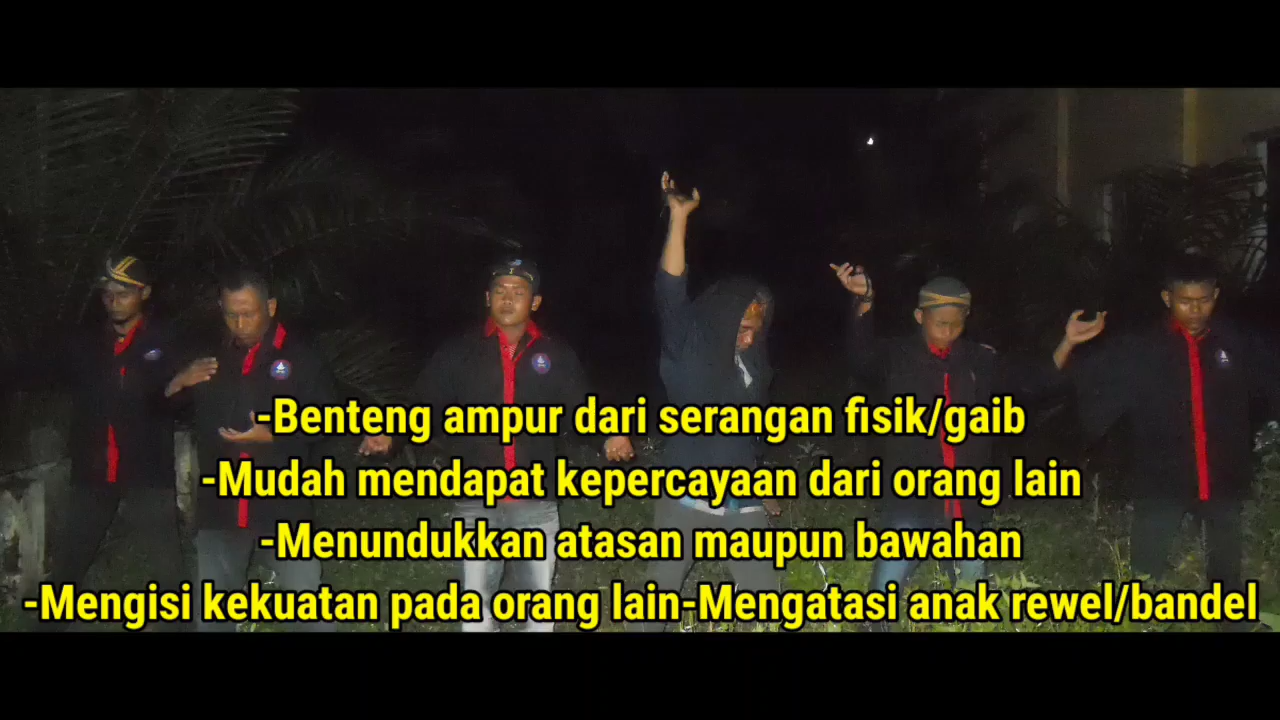 -Benteng ampur dari serangan fisik/gaib
-Mudah mendapat kepercayaan dari orang lain
-Menundukkan atasan maupun bawahan
-Mengisi kekuatan pada orang lain-Mengatasi anak rewel/bandel